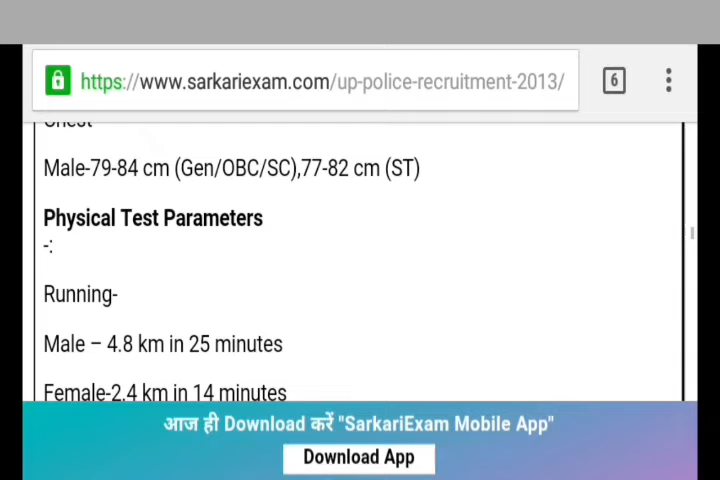 https://www.sarkariexam.com/up-police-recruitment-2013/
6
Chest
Male-79-84 cm (Gen/OBC/SC),77-82 cm (ST)
Physical Test Parameters
-:
Running-
Male – 4.8 km in 25 minutes
Female-2.4 km in 14 minutes
आज ही Download करें "SarkariExam Mobile App"
Download App